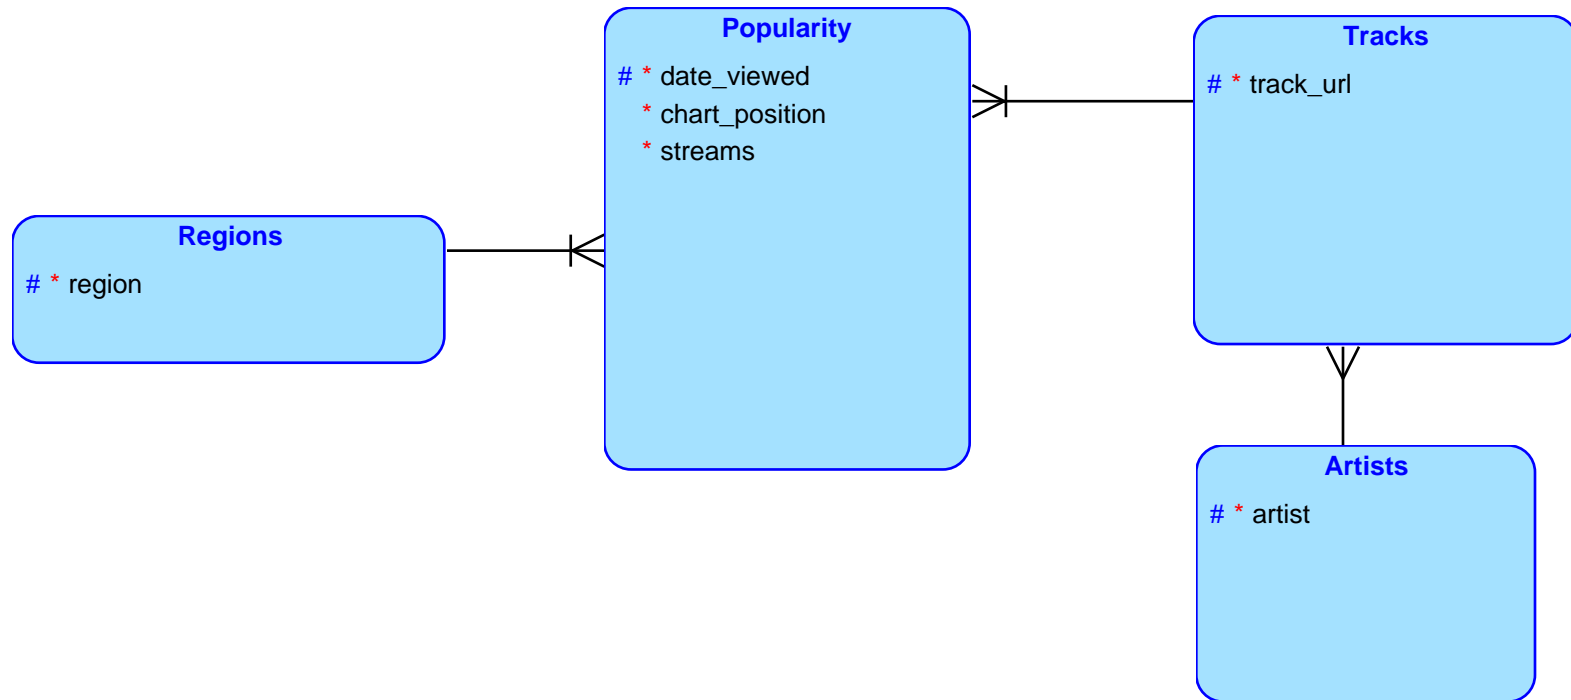 Popularity
# * date_viewed
* chart_position
* streams
Tracks
# * track_url
Regions
# * region
Artists
# * artist